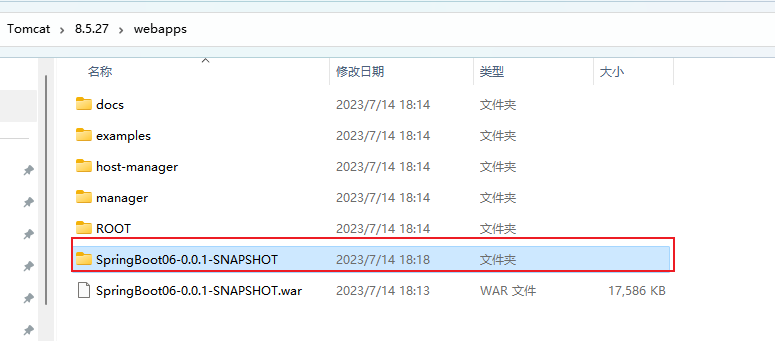 Tomcat > 8.5.27 > webapps
名称 修改日期 类型 大小
docs 2023/7/14 18:14 文件夹
examples 2023/7/14 18:14 文件夹
host-manager 2023/7/14 18:14 文件夹
manager 2023/7/14 18:14 文件夹
ROOT 2023/7/14 18:14 文件夹
SpringBoot06-0.0.1-SNAPSHOT 2023/7/14 18:18 文件夹
SpringBoot06-0.0.1-SNAPSHOT.war 2023/7/14 18:13 WAR 文件 17,586 KB